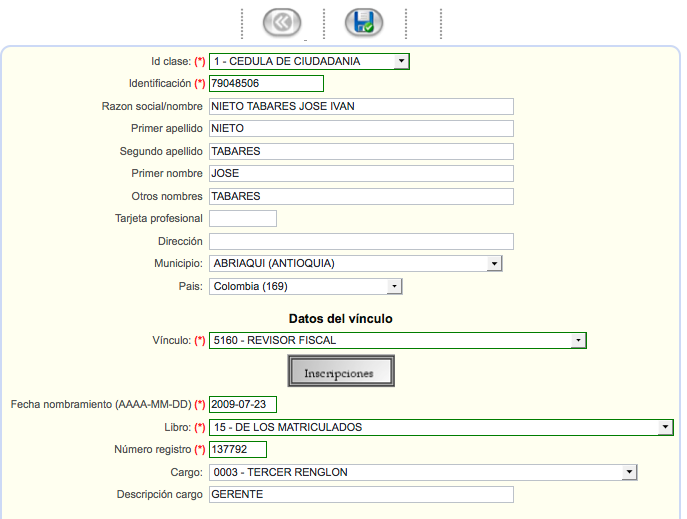 Id clase: (*) 1 - CEDULA DE CIUDADANIA
Identificación (*) 79048506
Razon social/nombre NIETO TABARES JOSE IVAN
Primer apellido NIETO
Segundo apellido TABARES
Primer nombre JOSE
Otros nombres TABARES
Tarjeta profesional
Dirección
Municipio: ABRIAQUI (ANTIOQUIA)
Pais: Colombia (169)
Datos del vínculo
Vínculo: (*) 5160 - REVISOR FISCAL
Inscripciones
Fecha nombramiento (AAAA-MM-DD) (*) 2009-07-23
Libro: (*) 15 - DE LOS MATRICULADOS
Número registro (*) 137792
Cargo: 0003 - TERCER RENGLON
Descripción cargo GERENTE